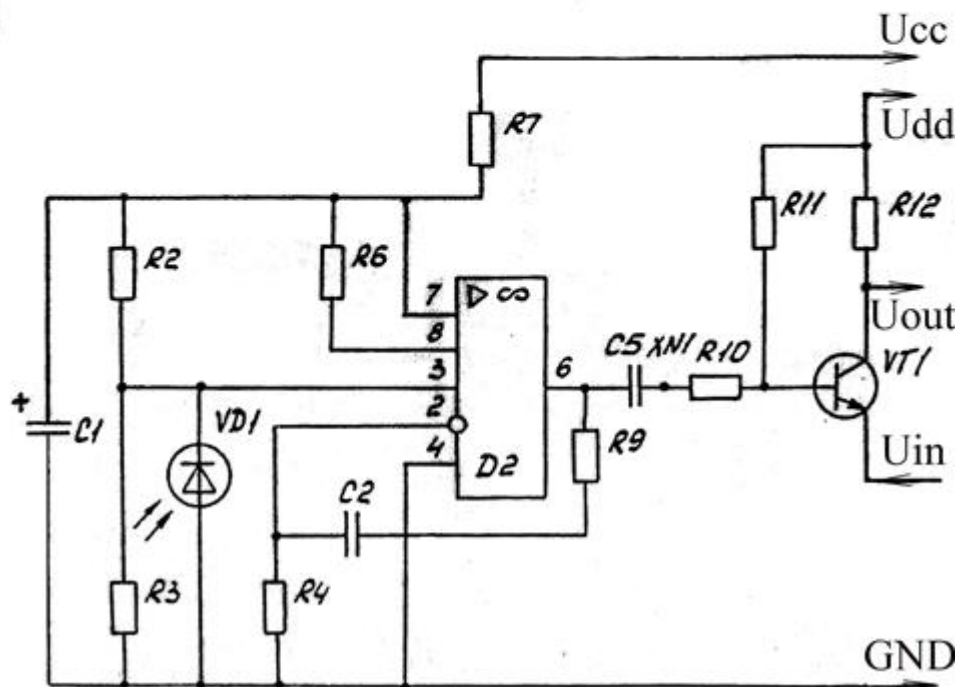 Ucc
R7
Udd
R11
R12
R2
R6
7
▷ ∞
8
Uout
C5 XN1 R10
VT1
3
6
+
C1
VD1
2
4
D2
R9
Uin
C2
R3
R4
GND